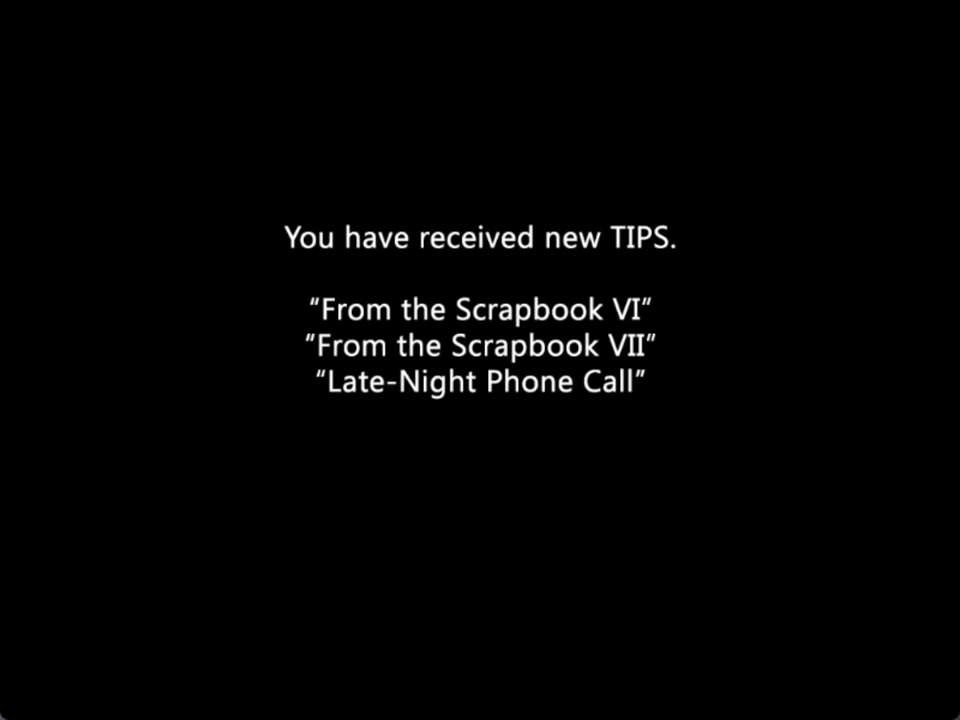 You have received new TIPS.
"From the Scrapbook VI"
"From the Scrapbook VII"
"Late-Night Phone Call"